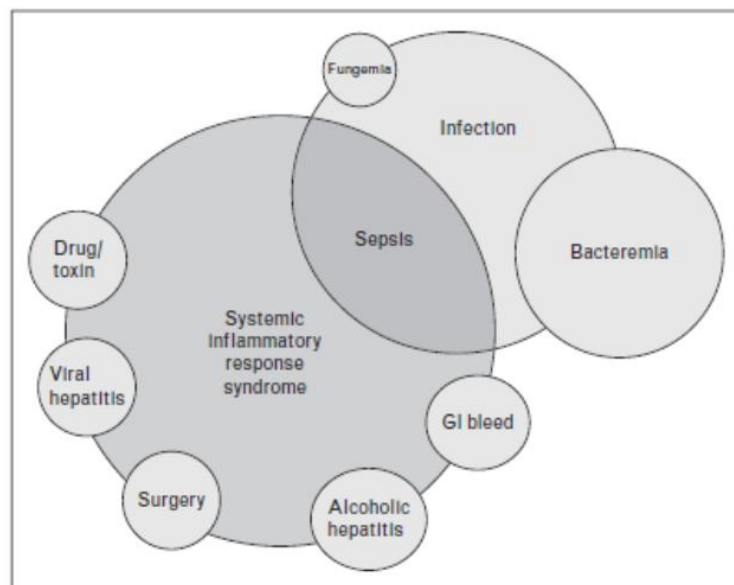 Fungemia
Infection
Sepsis
Bacteremia
Drug/
toxin
Systemic
inflammatory
response
syndrome
Viral
hepatitis
GI bleed
Surgery
Alcoholic
hepatitis